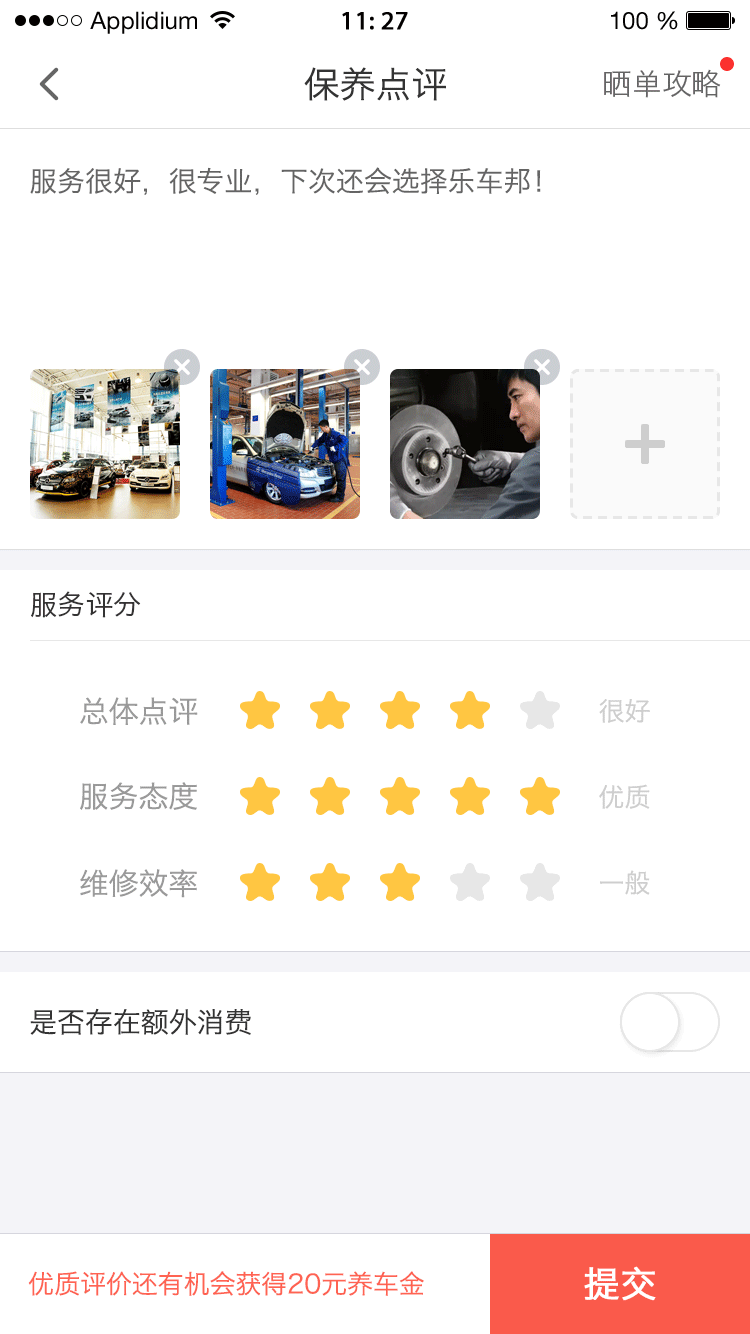 Applidium 11:27 100 %
保养点评 晒单攻略
服务很好，很专业，下次还会选择乐车邦！
服务评分
总体点评 很好
服务态度 优质
维修效率 一般
是否存在额外消费
优质评价还有机会获得20元养车金 提交